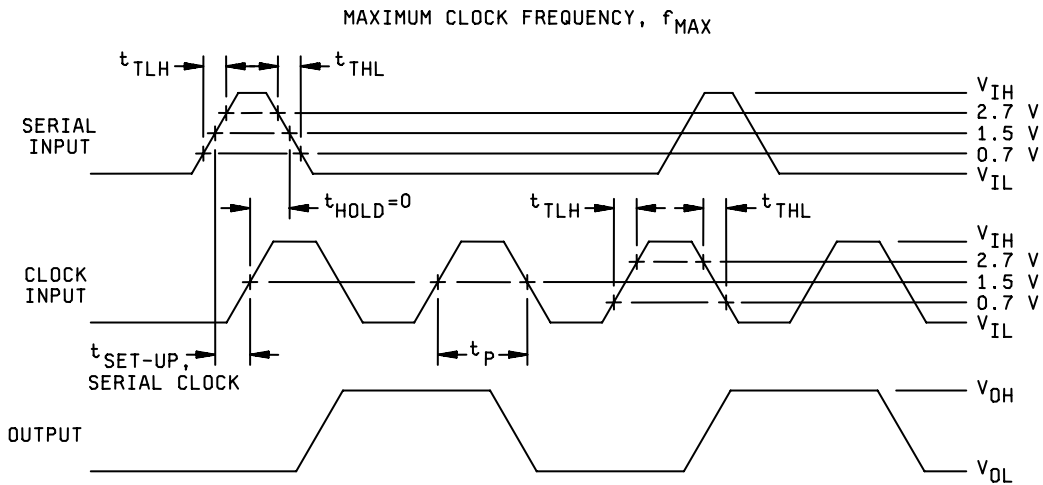 MAXIMUM CLOCK FREQUENCY, fMAX
tTLH
tTHL
SERIAL
INPUT
VIH
2.7 V
1.5 V
0.7 V
VIL
tHOLD=0
tTLH
tTHL
CLOCK
INPUT
VIH
2.7 V
1.5 V
0.7 V
VIL
tSET-UP,
SERIAL CLOCK
tP
OUTPUT
VOH
VOL